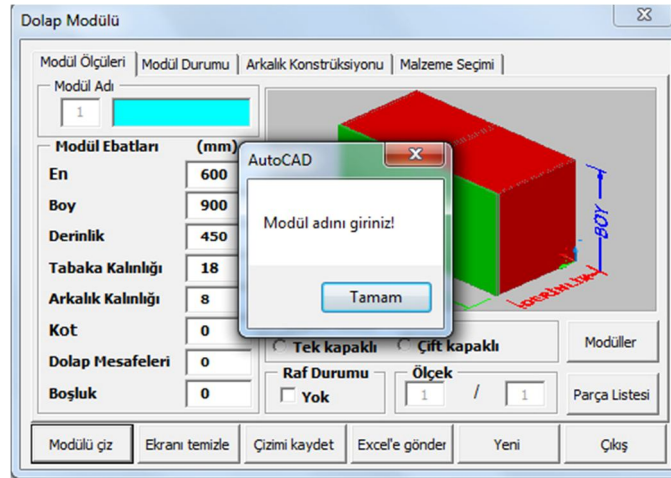 Dolap Modülü
Modül Ölçüleri Modül Durumu Arkalık Konstrüksiyonu Malzeme Seçimi
Modül Adı
1
Modül Ebatları (mm)
En 600
Boy 900
Derinlik 450
Tabaka Kalınlığı 18
Arkalık Kalınlığı 8
Kot 0
Dolap Mesafeleri 0
Boşluk 0
AutoCAD
Modül adını giriniz!
Tamam
BOY
DERİNLİK
Tek kapaklı Çift kapaklı
Raf Durumu
Yok
Ölçek
1 / 1
Modüller
Parça Listesi
Modülü çiz Ekranı temizle Çizimi kaydet Excel'e gönder Yeni Çıkış